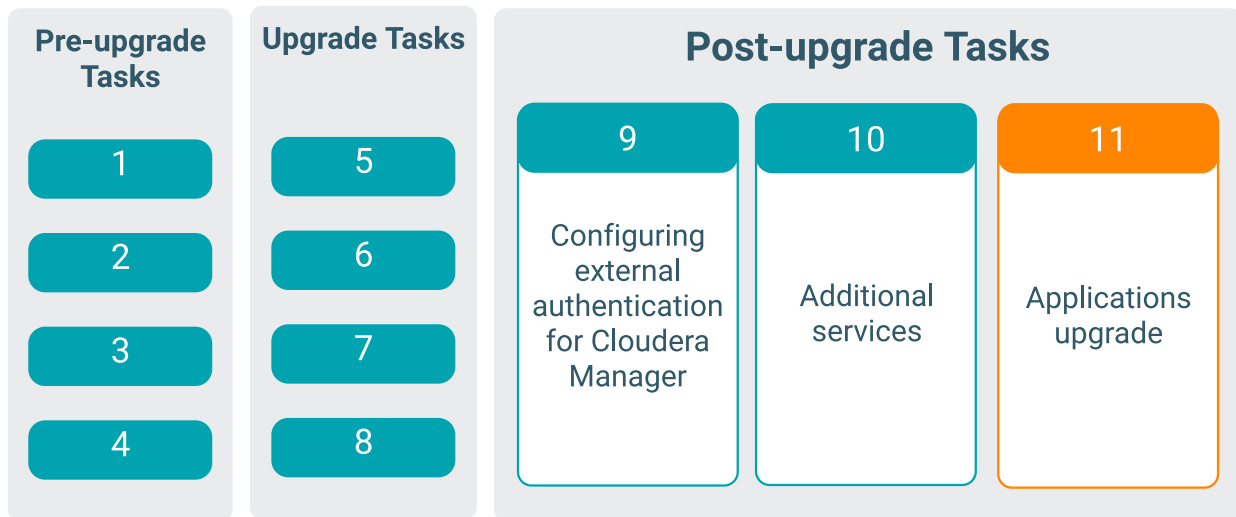 Pre-upgrade
Tasks
1
2
3
4
Upgrade Tasks
5
6
7
8
Post-upgrade Tasks
9
Configuring
external
authentication
for Cloudera
Manager
10
Additional
services
11
Applications
upgrade